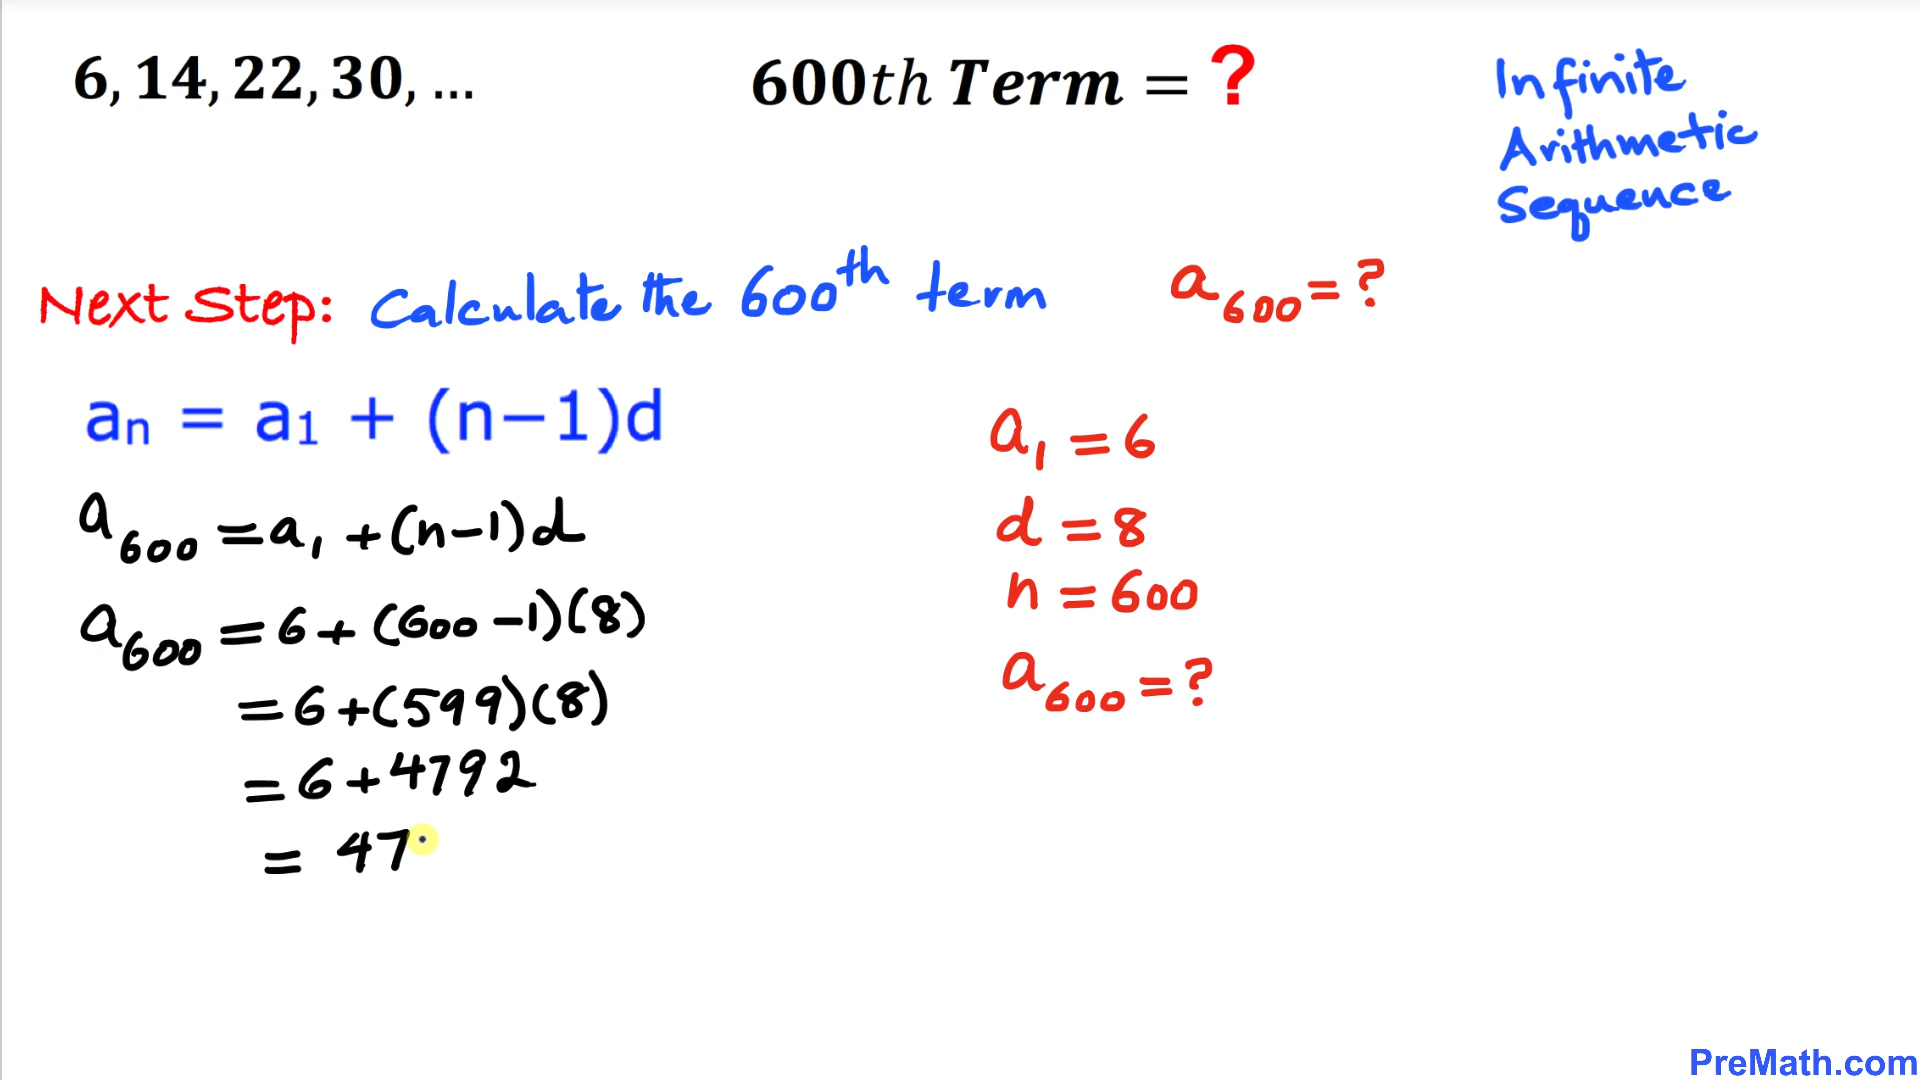 6, 14, 22, 30, ...
600th Term = ?
Infinite
Arithmetic
Sequence
Next Step: Calculate the 600th term
a600 = ?
an = a1 + (n−1)d
a1 = 6
a600 = a1 + (n−1)d
d = 8
a600 = 6 + (600 −1)(8)
n = 600
= 6 + (599)(8)
a600 = ?
= 6 + 4792
= 47
PreMath.com